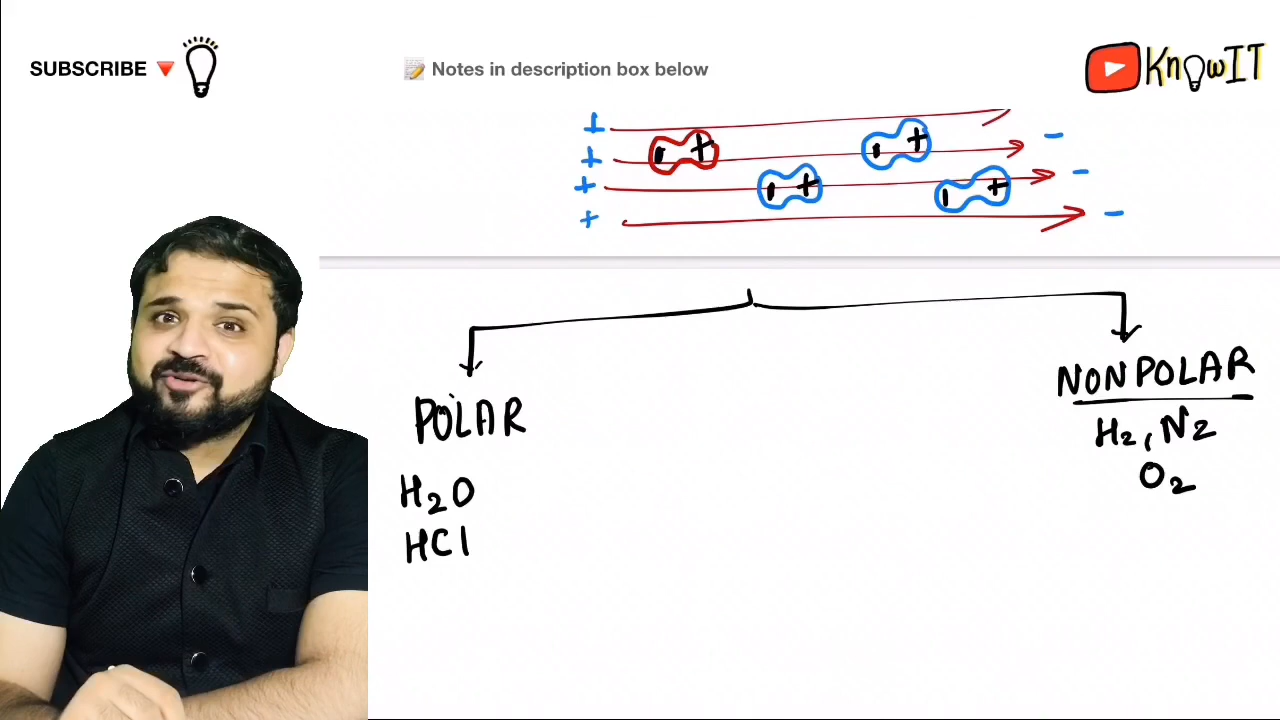 SUBSCRIBE
📝 Notes in description box below
KnowIT
+ -
+ - + - + -
+ - + - + -
+ -
POLAR
H₂O
HCl
NONPOLAR
H₂, N₂
O₂